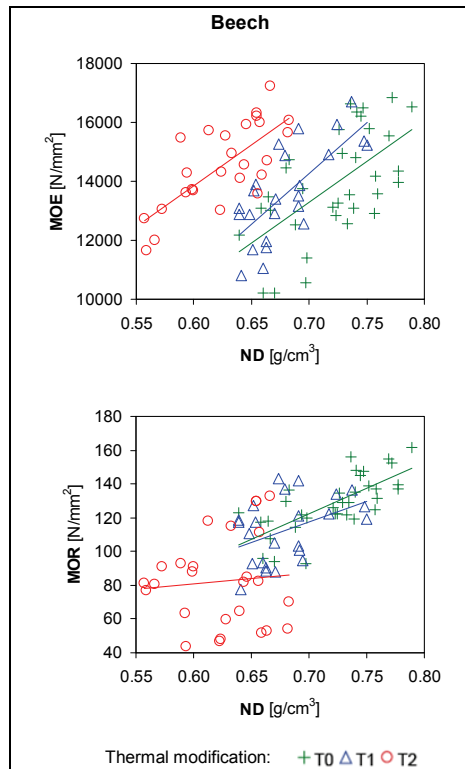 Beech
MOE [N/mm²]
18000
16000
14000
12000
10000
0.55 0.60 0.65 0.70 0.75 0.80
ND [g/cm³]
MOR [N/mm²]
180
160
140
120
100
80
60
40
0.55 0.60 0.65 0.70 0.75 0.80
ND [g/cm³]
Thermal modification: T0 T1 T2